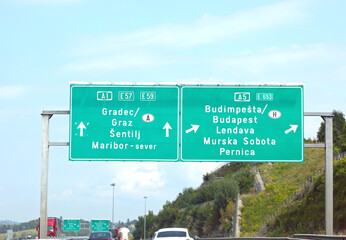 A1 E57 E59
Gradec/
Graz A
Šentilj
Maribor-sever
A5 E653
Budimpešta/
Budapest H
Lendava
Murska Sobota
Pernica